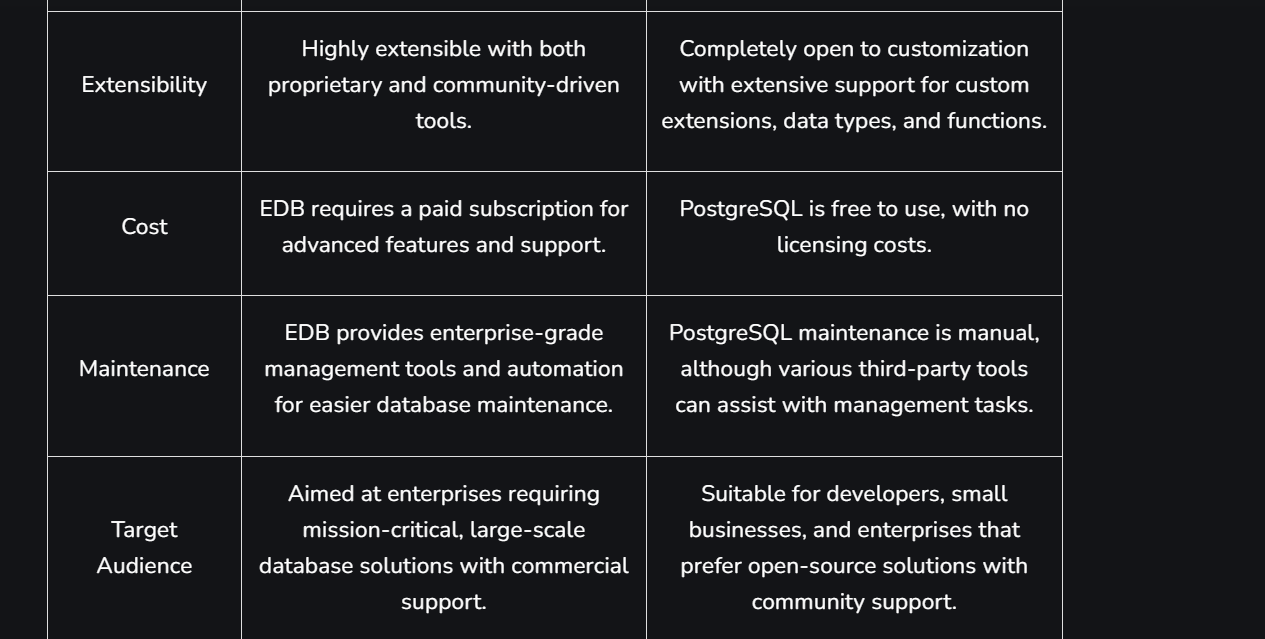 Extensibility
Highly extensible with both
proprietary and community-driven
tools.
Completely open to customization
with extensive support for custom
extensions, data types, and functions.
Cost
EDB requires a paid subscription for
advanced features and support.
PostgreSQL is free to use, with no
licensing costs.
Maintenance
EDB provides enterprise-grade
management tools and automation
for easier database maintenance.
PostgreSQL maintenance is manual,
although various third-party tools
can assist with management tasks.
Target
Audience
Aimed at enterprises requiring
mission-critical, large-scale
database solutions with commercial
support.
Suitable for developers, small
businesses, and enterprises that
prefer open-source solutions with
community support.